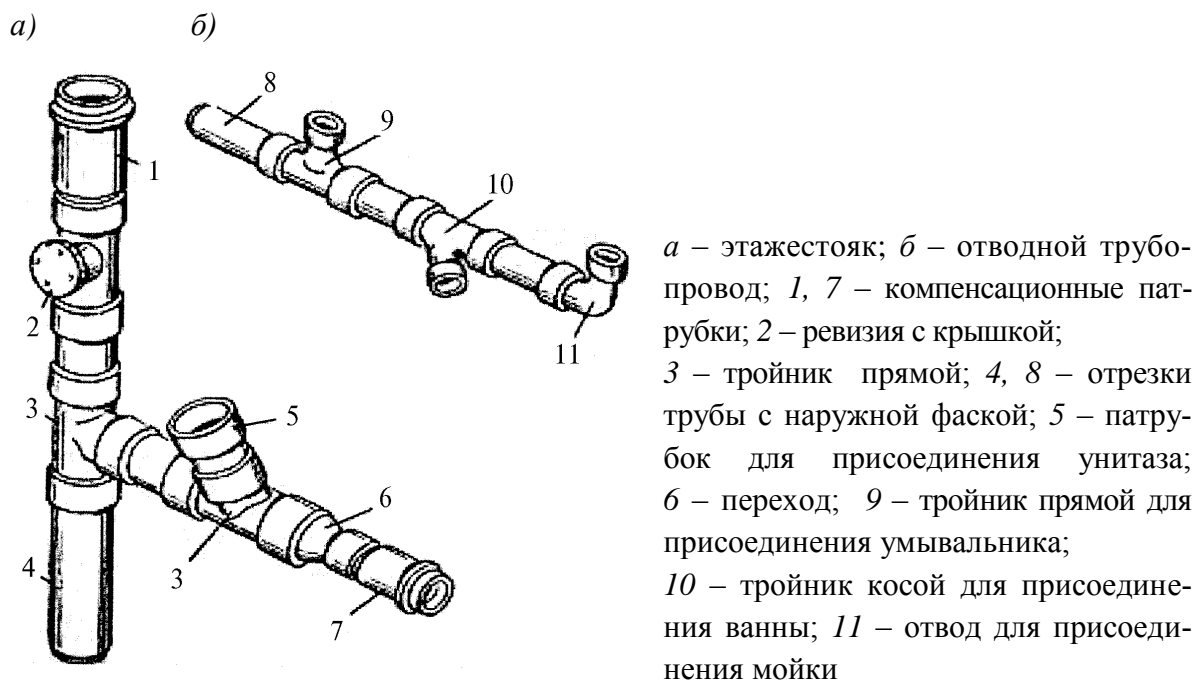 а)
б)
8
9
1
10
2
11
3
5
6
4
3
7
а – этажестояк; б – отводной трубо-
провод; 1, 7 – компенсационные пат-
рубки; 2 – ревизия с крышкой;
3 – тройник прямой; 4, 8 – отрезки
трубы с наружной фаской; 5 – патру-
бок для присоединения унитаза;
6 – переход; 9 – тройник прямой для
присоединения умывальника;
10 – тройник косой для присоедине-
ния ванны; 11 – отвод для присоеди-
нения мойки